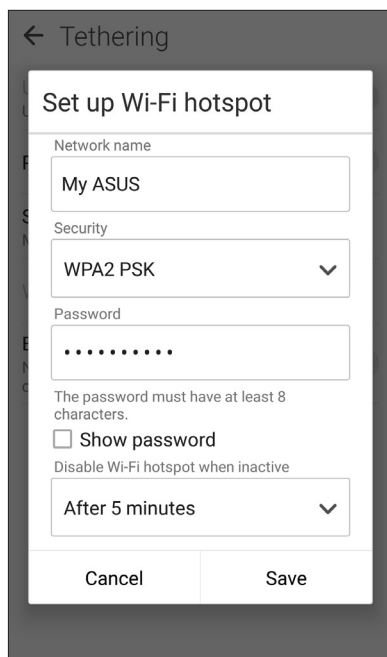 Tethering
Set up Wi-Fi hotspot
Network name
My ASUS
Security
WPA2 PSK
Password
••••••••••
The password must have at least 8
characters.
Show password
Disable Wi-Fi hotspot when inactive
After 5 minutes
Cancel Save